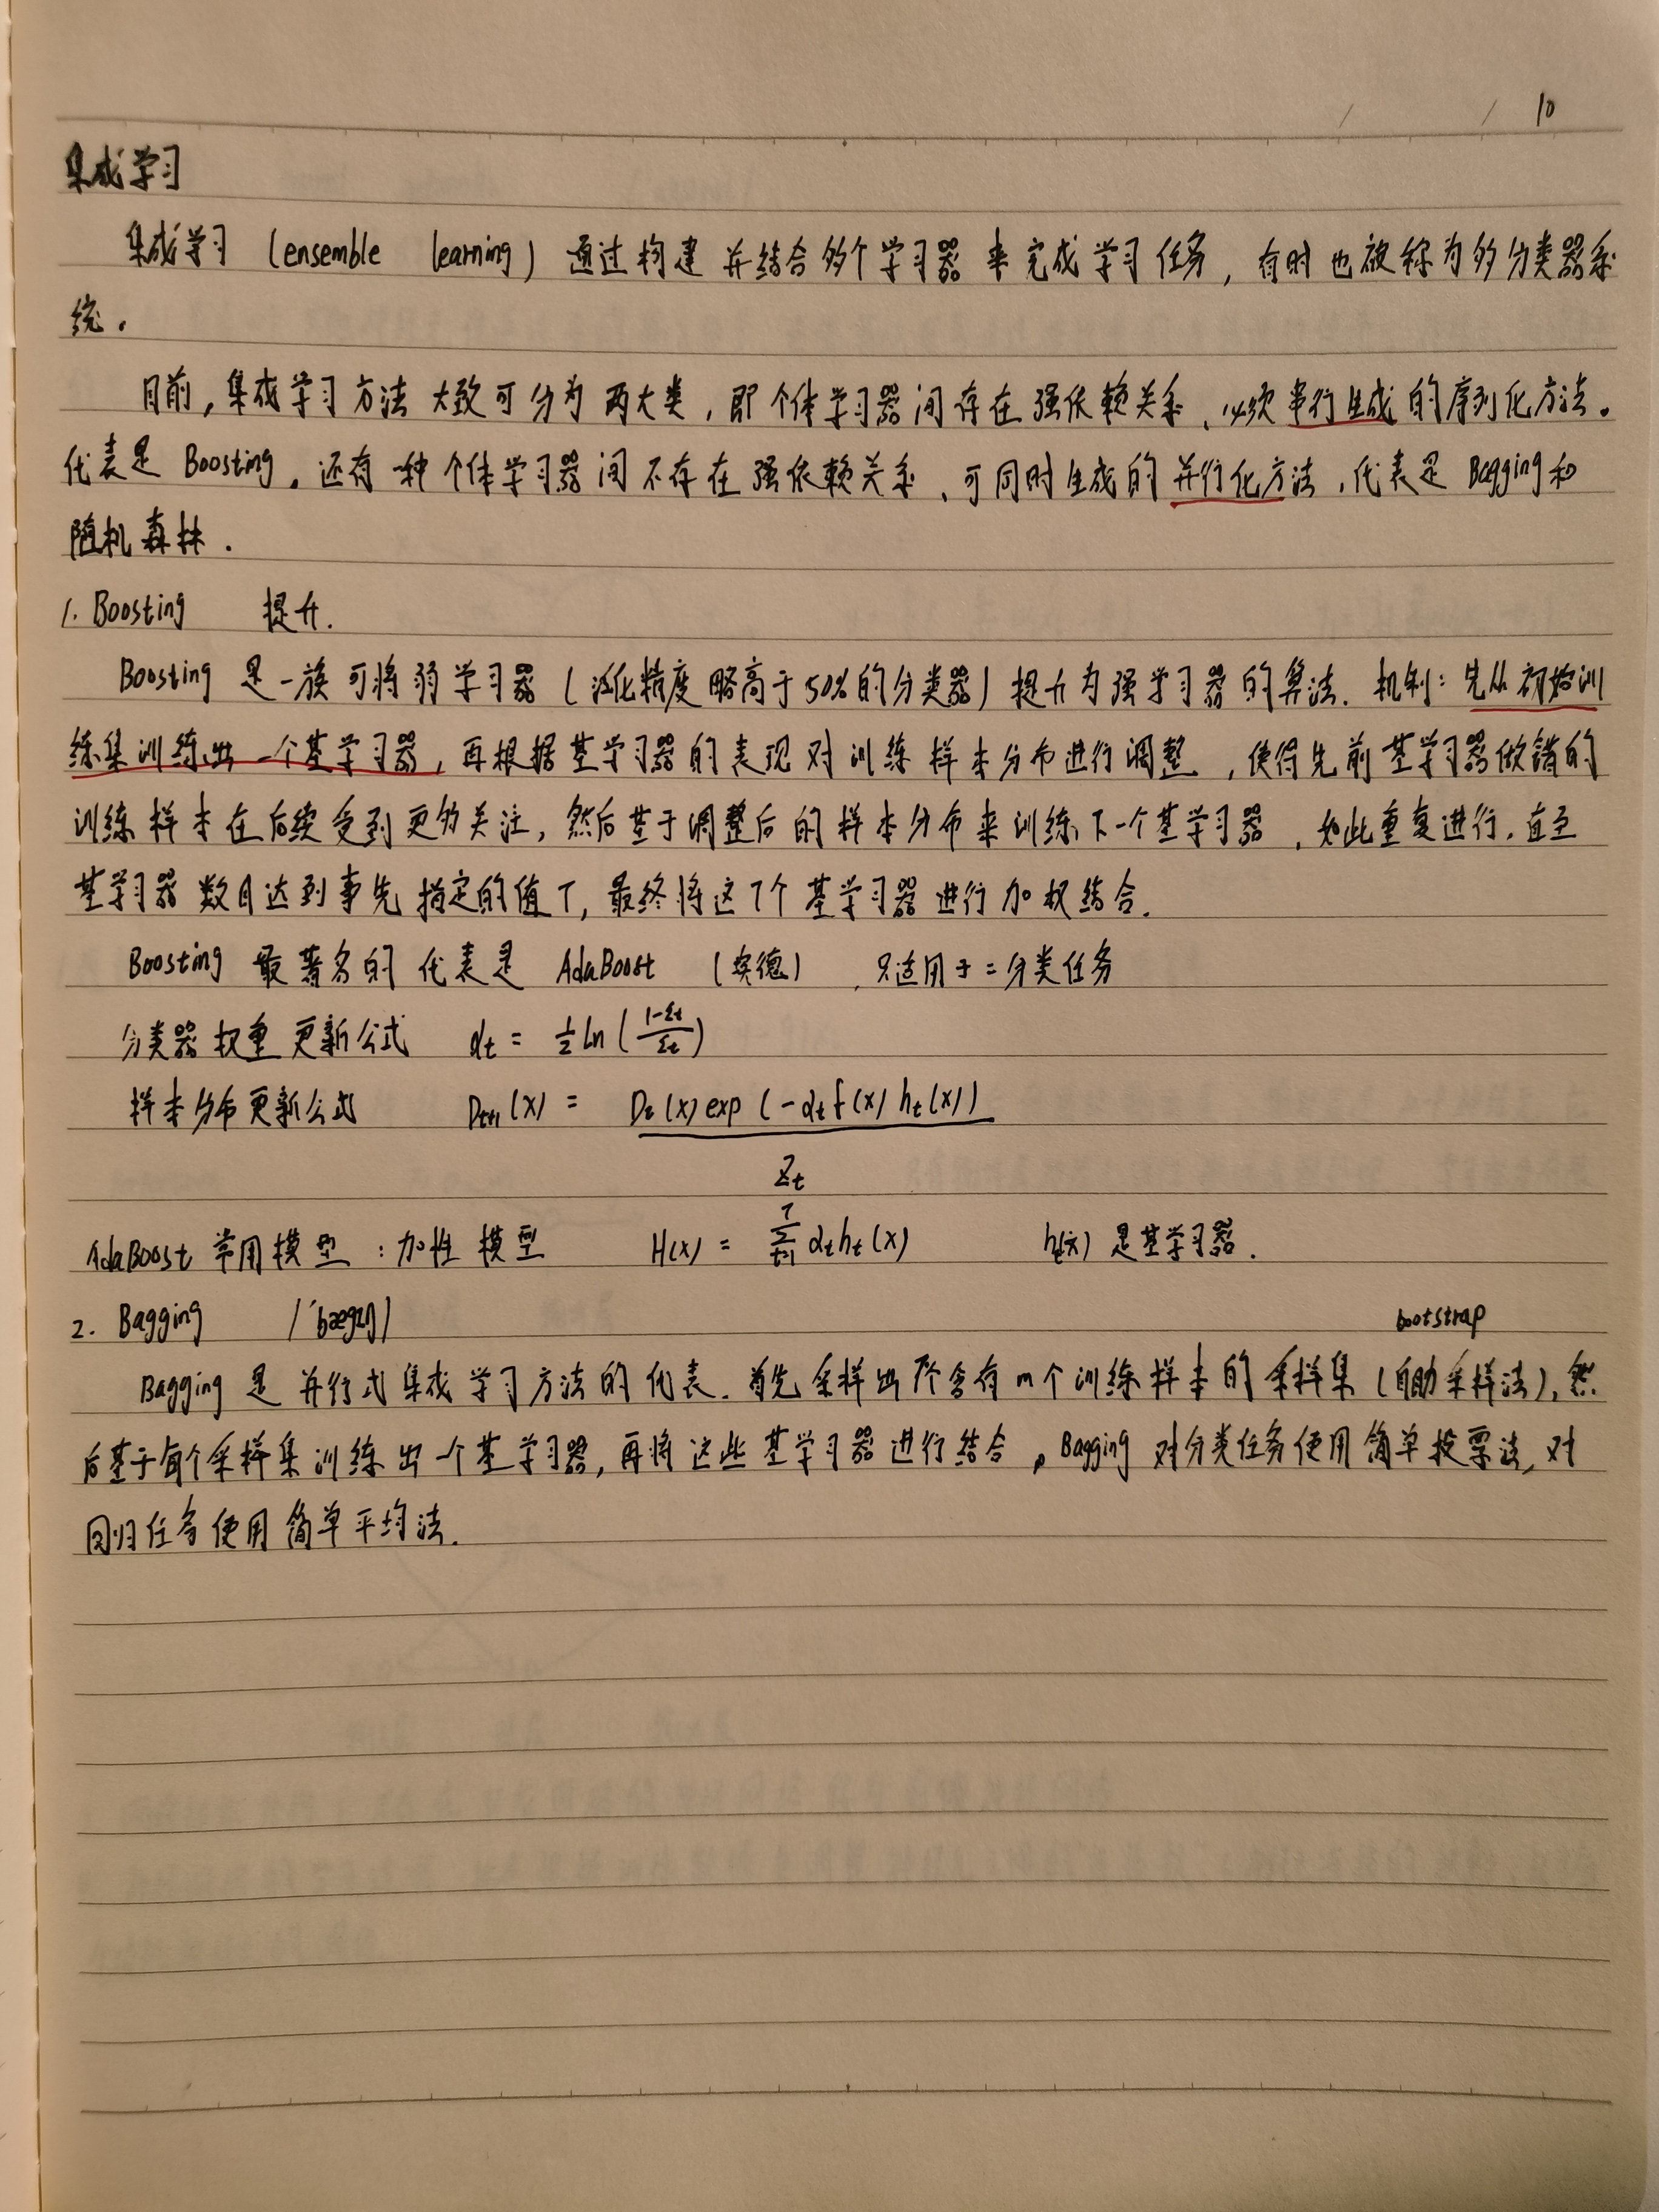 10
集成学习
集成学习 (ensemble learning) 通过构建并结合多个学习器来完成学习任务, 有时也被称为多分类器系
统.
目前, 集成学习方法大致可分为两大类, 即个体学习器间存在强依赖关系、必须串行生成的序列化方法。
代表是 Boosting. 还有一种个体学习器间不存在强依赖关系、可同时生成的并行化方法, 代表是 Bagging和
随机森林.
1. Boosting 提升.
Boosting 是一族可将弱学习器 (泛化精度略高于50%的分类器) 提升为强学习器的算法. 机制: 先从初始训
练集训练出一个基学习器, 再根据基学习器的表现对训练样本分布进行调整, 使得先前基学习器做错的
训练样本在后续受到更多关注, 然后基于调整后的样本分布来训练下一个基学习器, 如此重复进行. 直至
基学习器数目达到事先指定的值T, 最终将这T个基学习器进行加权结合.
Boosting 最著名的代表是 AdaBoost (埃德) , 只适用于二分类任务
分类器权重更新公式 αt = 1/2 ln ( (1-εt)/εt )
样本分布更新公式 Dt+1(x) = Dt(x) exp (-αt f(x) ht(x))
Zt
AdaBoost 常用模型 : 加性模型 H(x) = Σ_{t=1}^{T} αt ht(x) ht(x) 是基学习器.
2. Bagging /ˈbægɪŋ/
bootstrap
Bagging 是并行式集成学习方法的代表. 首先采样出T个含有m个训练样本的采样集 (自助采样法), 然
后基于每个采样集训练出一个基学习器, 再将这些基学习器进行结合。Bagging 对分类任务使用简单投票法, 对
回归任务使用简单平均法.